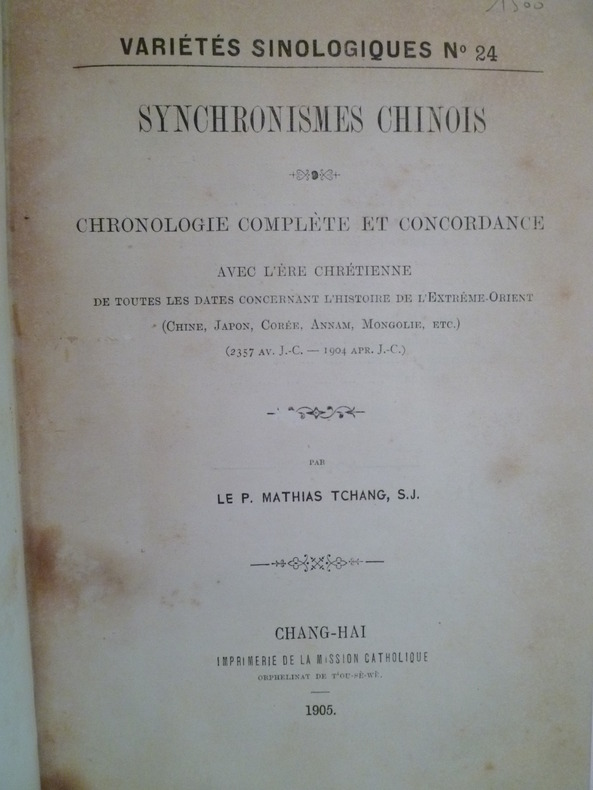 VARIÉTÉS SINOLOGIQUES Nº 24
SYNCHRONISMES CHINOIS
CHRONOLOGIE COMPLÈTE ET CONCORDANCE
AVEC L'ÈRE CHRÉTIENNE
DE TOUTES LES DATES CONCERNANT L'HISTOIRE DE L'EXTRÊME-ORIENT
(CHINE, JAPON, CORÉE, ANNAM, MONGOLIE, ETC.)
(2357 AV. J.-C. — 1904 APR. J.-C.)
PAR
LE P. MATHIAS TCHANG, S.J.
CHANG-HAI
IMPRIMERIE DE LA MISSION CATHOLIQUE
ORPHELINAT DE T'OU-SÈ-WÈ.
1905.